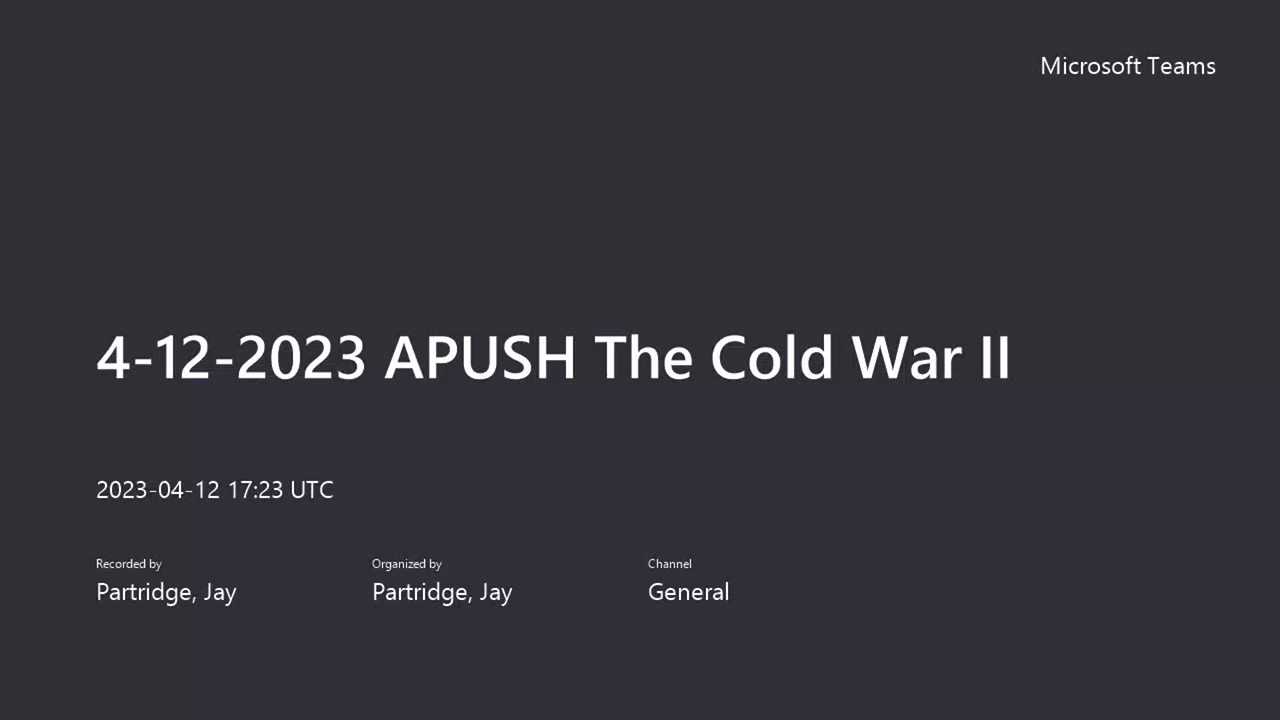 Microsoft Teams
4-12-2023 APUSH The Cold War II
2023-04-12 17:23 UTC
Recorded by
Partridge, Jay
Organized by
Partridge, Jay
Channel
General